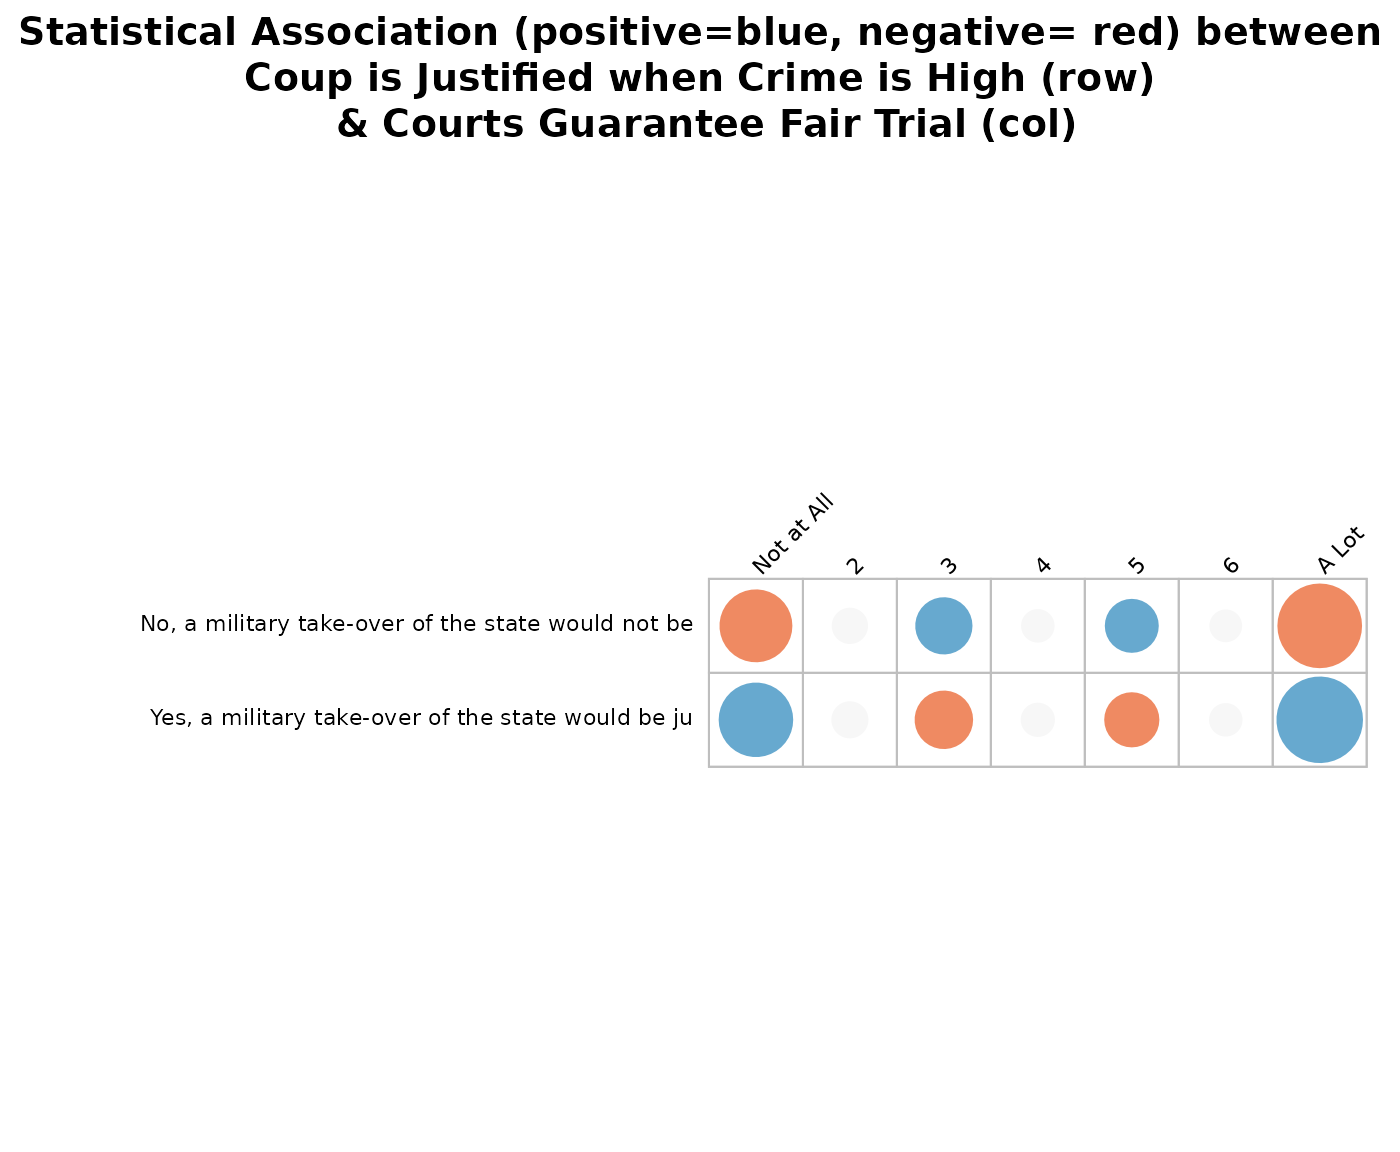 Statistical Association (positive=blue, negative= red) between
Coup is Justified when Crime is High (row)
& Courts Guarantee Fair Trial (col)
Not at All
2
3
4
5
6
A Lot
No, a military take-over of the state would not be
Yes, a military take-over of the state would be ju